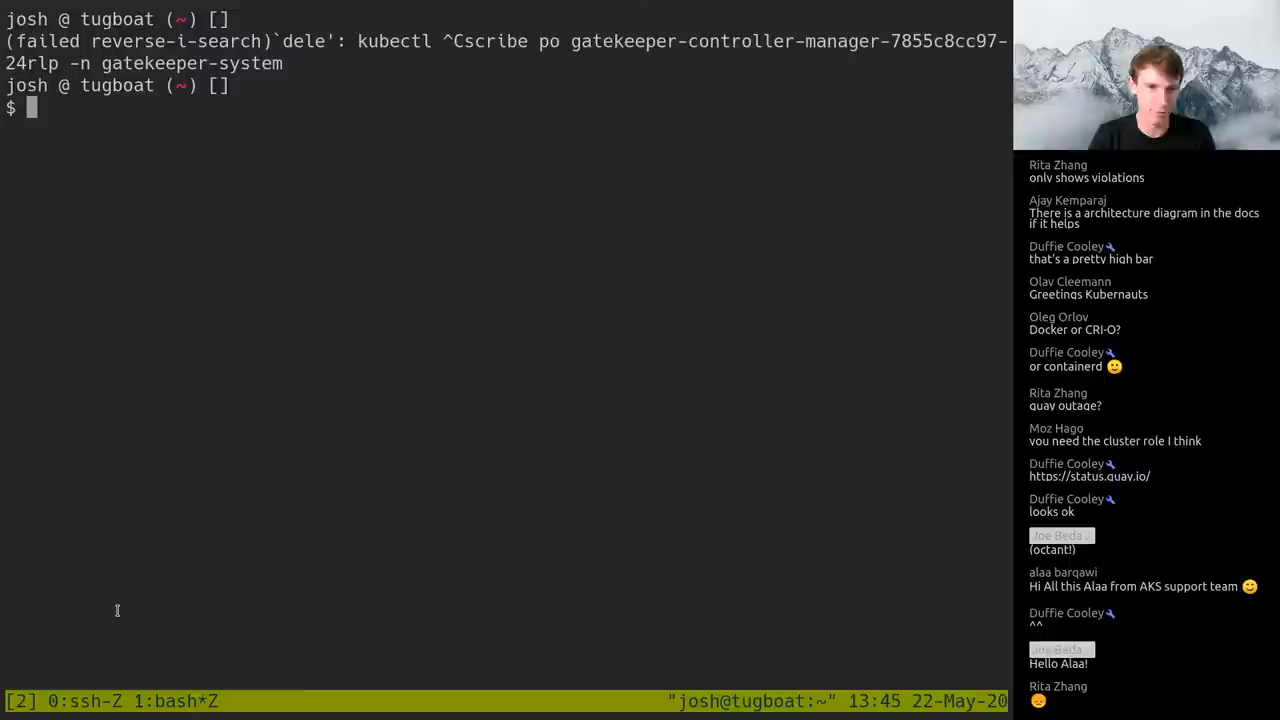 josh @ tugboat (~) []
(failed reverse-i-search)`dele': kubectl ^Cscribe po gatekeeper-controller-manager-7855c8cc97-
24rlp -n gatekeeper-system
josh @ tugboat (~) []
$
[2] 0:ssh-Z 1:bash*Z "josh@tugboat:~" 13:45 22-May-20
Rita Zhang
only shows violations
Ajay Kemparaj
There is a architecture diagram in the docs
if it helps
Duffie Cooley
that's a pretty high bar
Olav Cleemann
Greetings Kubernauts
Oleg Orlov
Docker or CRI-O?
Duffie Cooley
or containerd 🙂
Rita Zhang
quay outage?
Moz Hago
you need the cluster role I think
Duffie Cooley
https://status.quay.io/
Duffie Cooley
looks ok
Joe Beda
(octant!)
alaa barqawi
Hi All this Alaa from AKS support team 😊
Duffie Cooley
^^
Joe Beda
Hello Alaa!
Rita Zhang
😞